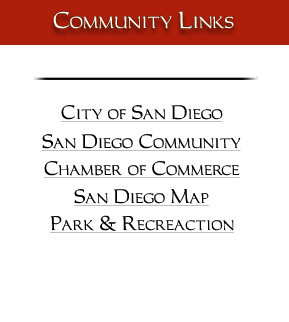 Community Links
City of San Diego
San Diego Community
Chamber of Commerce
San Diego Map
Park & Recreaction